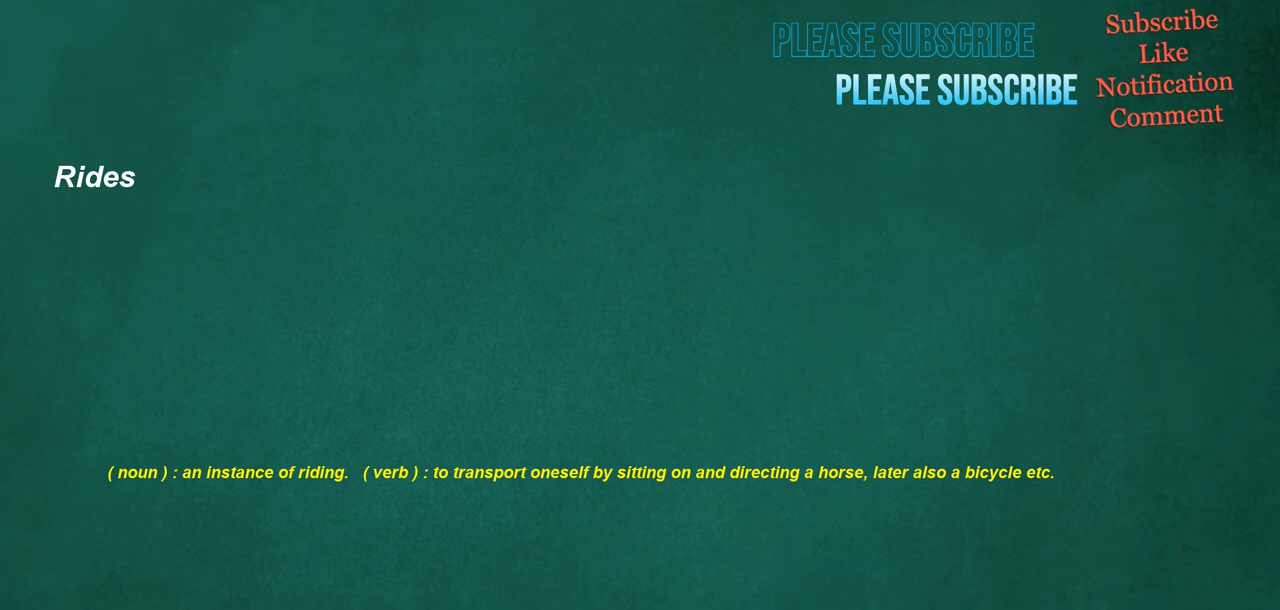 PLEASE SUBSCRIBE
PLEASE SUBSCRIBE
Subscribe
Like
Notification
Comment
Rides
( noun ) : an instance of riding.   ( verb ) : to transport oneself by sitting on and directing a horse, later also a bicycle etc.